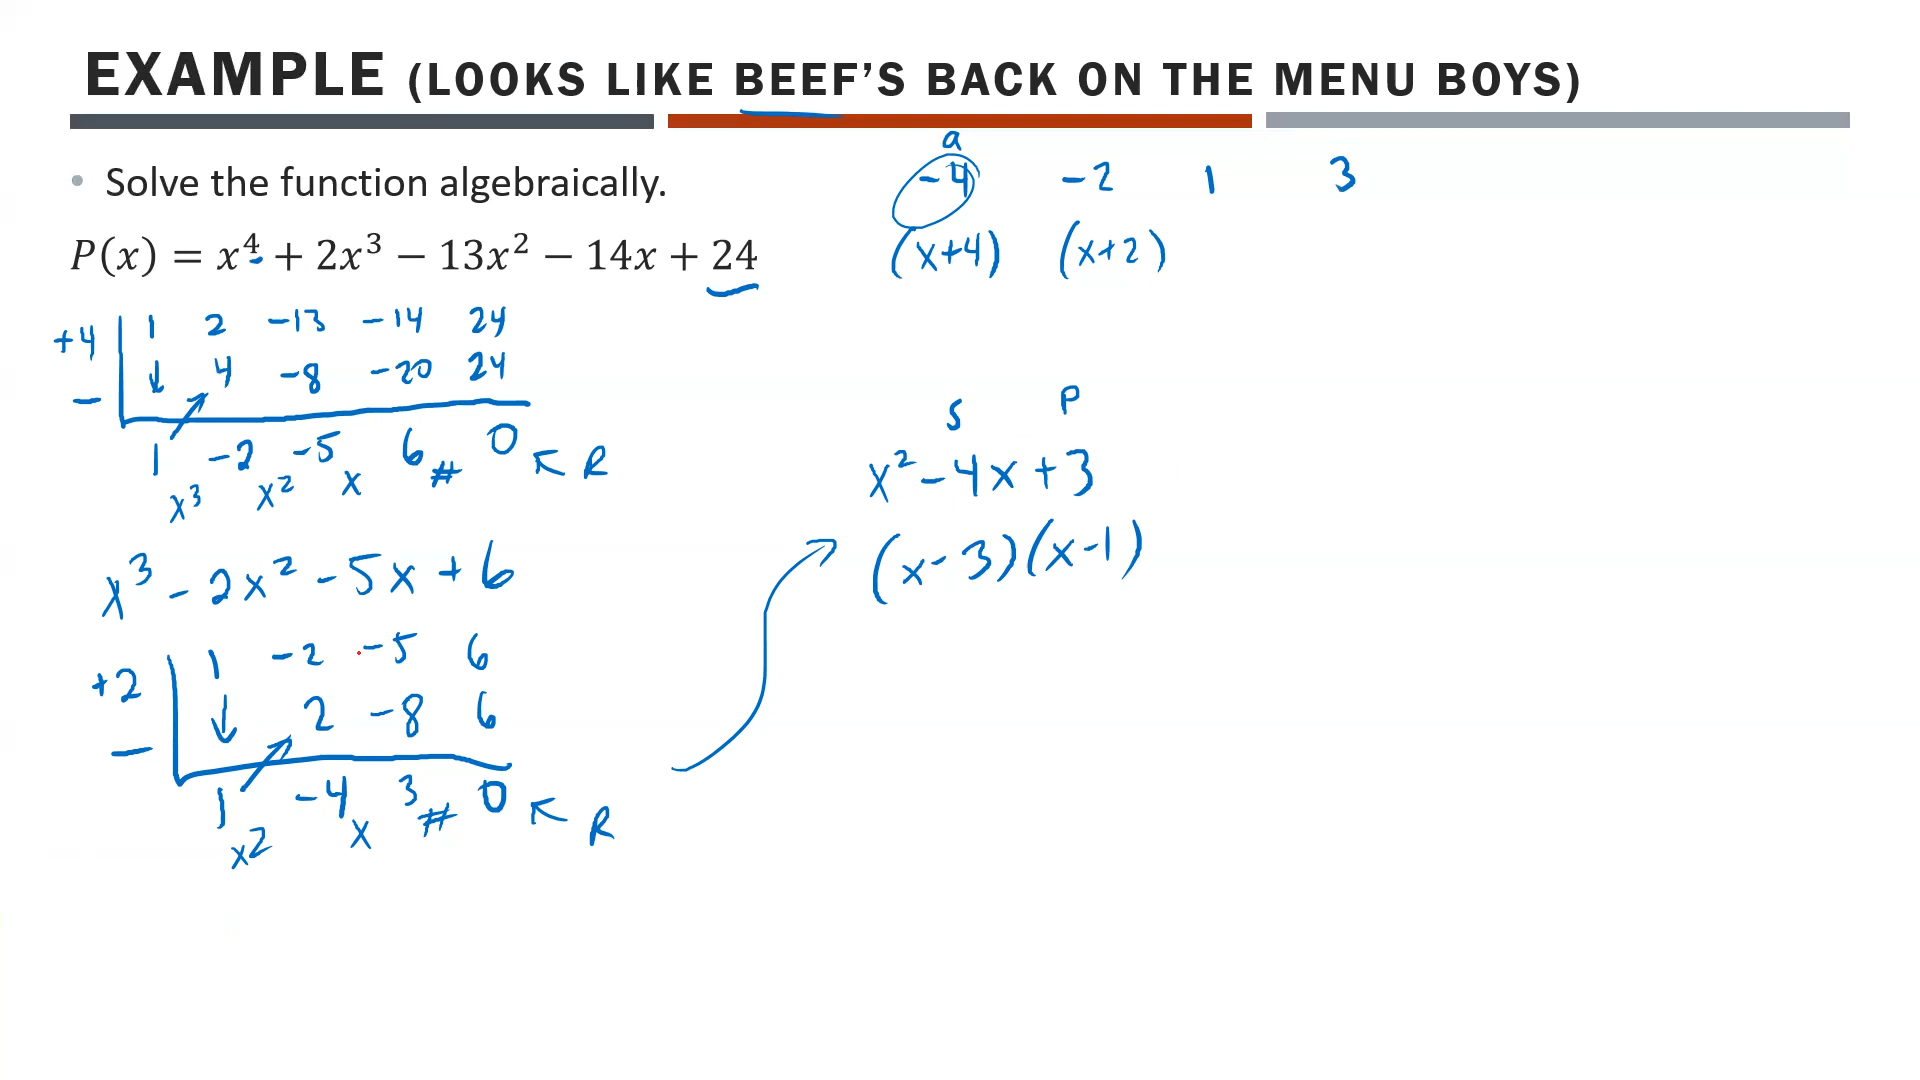 EXAMPLE (LOOKS LIKE BEEF'S BACK ON THE MENU BOYS)
• Solve the function algebraically.
P(x) = x⁴ + 2x³ − 13x² − 14x + 24
+4 1 2 -13 -14 24
− ↓ 4 -8 -20 24
1 -2 -5 6 0 ← R
x³ x² x #
x³ - 2x² - 5x + 6
+2 1 -2 -5 6
− ↓ 2 -8 6
1 -4 3 0 ← R
x² x #
a
-4 -2 1 3
(x+4) (x+2)
S P
x² - 4x + 3
(x-3)(x-1)